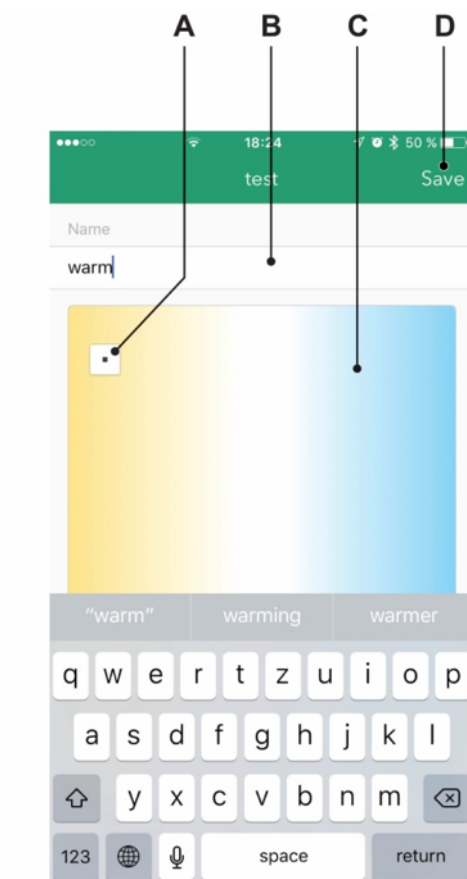 A B C D
18:24 50 %
test Save
Name
warm
"warm" warming warmer
q w e r t z u i o p
a s d f g h j k l
y x c v b n m
123 space return